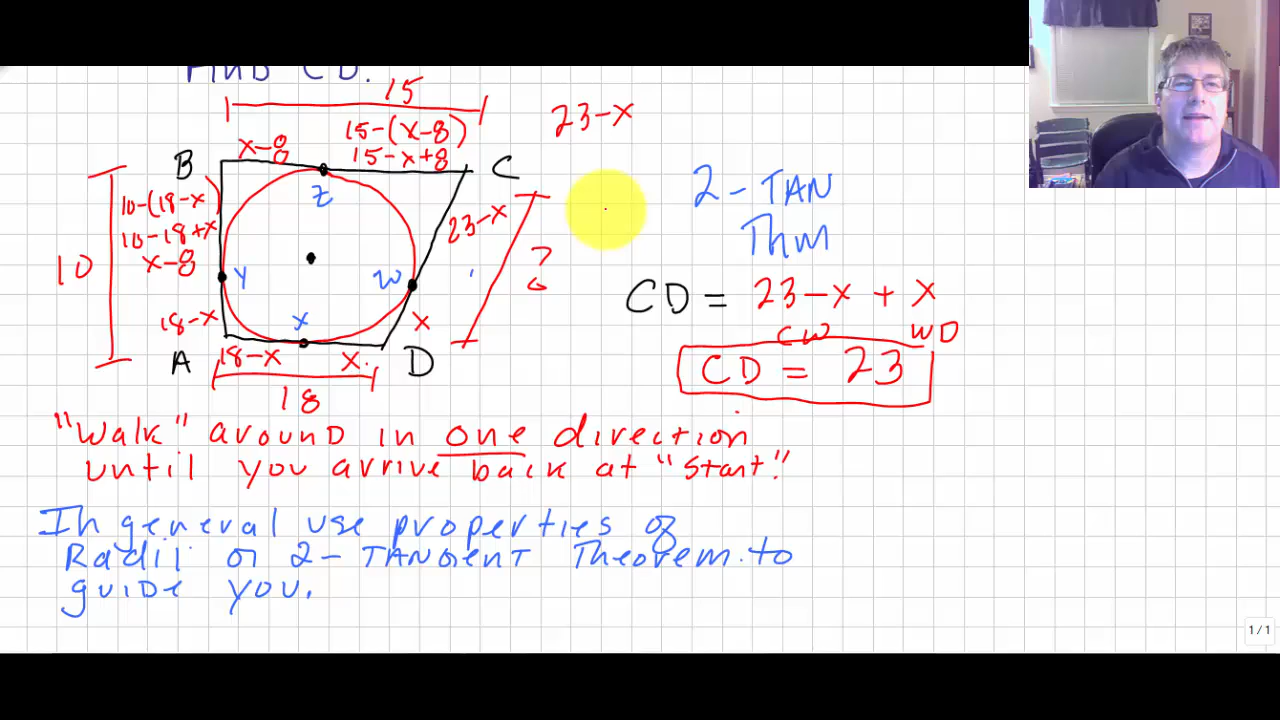 Find CD.
15
15-(x-8)
x-8
15-x+8
23-x
B
C
Z
10-(18-x
10-18+x
x-8
10
Y
23-x
W
?
18-x
X
x
A
18-x
x.
D
18
2-TAN
Thm
CD = 23-x + x
CW WD
CD = 23
"Walk" around in one direction
until you arrive back at "start"
In general use properties of
Radii or 2-TANGENT Theorem to
guide you.
1/1